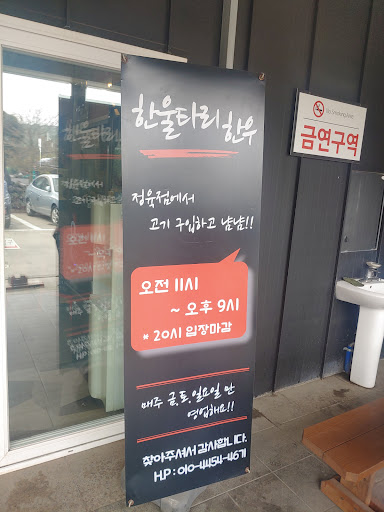 한울타리
한우
정육점에서
고기 구입하고 냠냠!!
오전 11시
~ 오후 9시
* 20시 입장마감
매주 금,토,일요일 만
영업해요!!
찾아주셔서 감사합니다.
HP : 010-4454-4671
금연구역